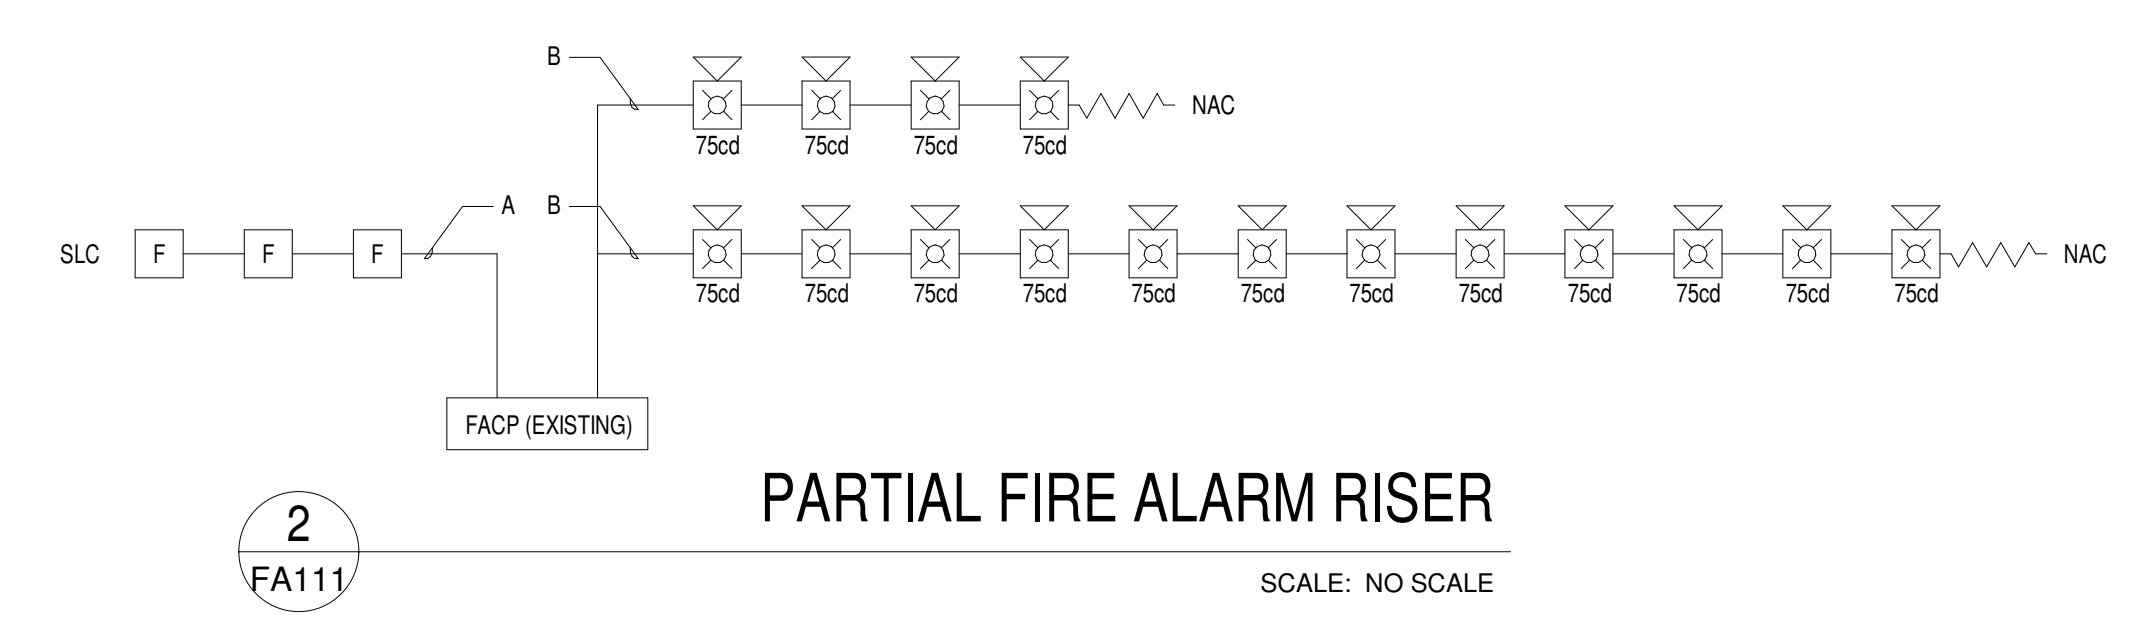 B
NAC
75cd 75cd 75cd 75cd
A B
SLC F F F
NAC
75cd 75cd 75cd 75cd 75cd 75cd 75cd 75cd 75cd 75cd 75cd 75cd
FACP (EXISTING)
PARTIAL FIRE ALARM RISER
2
FA111
SCALE: NO SCALE